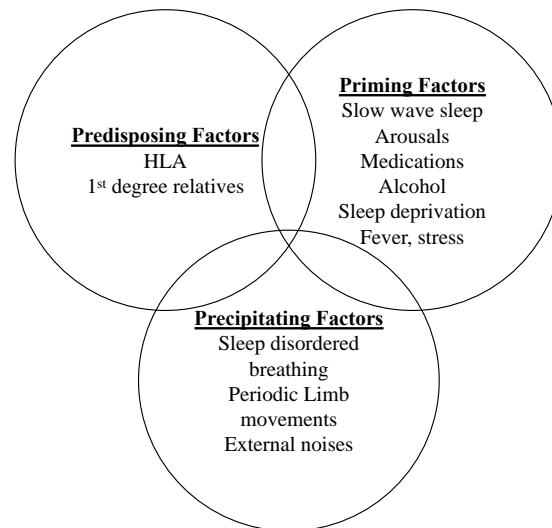 Predisposing Factors
HLA
1st degree relatives
Priming Factors
Slow wave sleep
Arousals
Medications
Alcohol
Sleep deprivation
Fever, stress
Precipitating Factors
Sleep disordered
breathing
Periodic Limb
movements
External noises